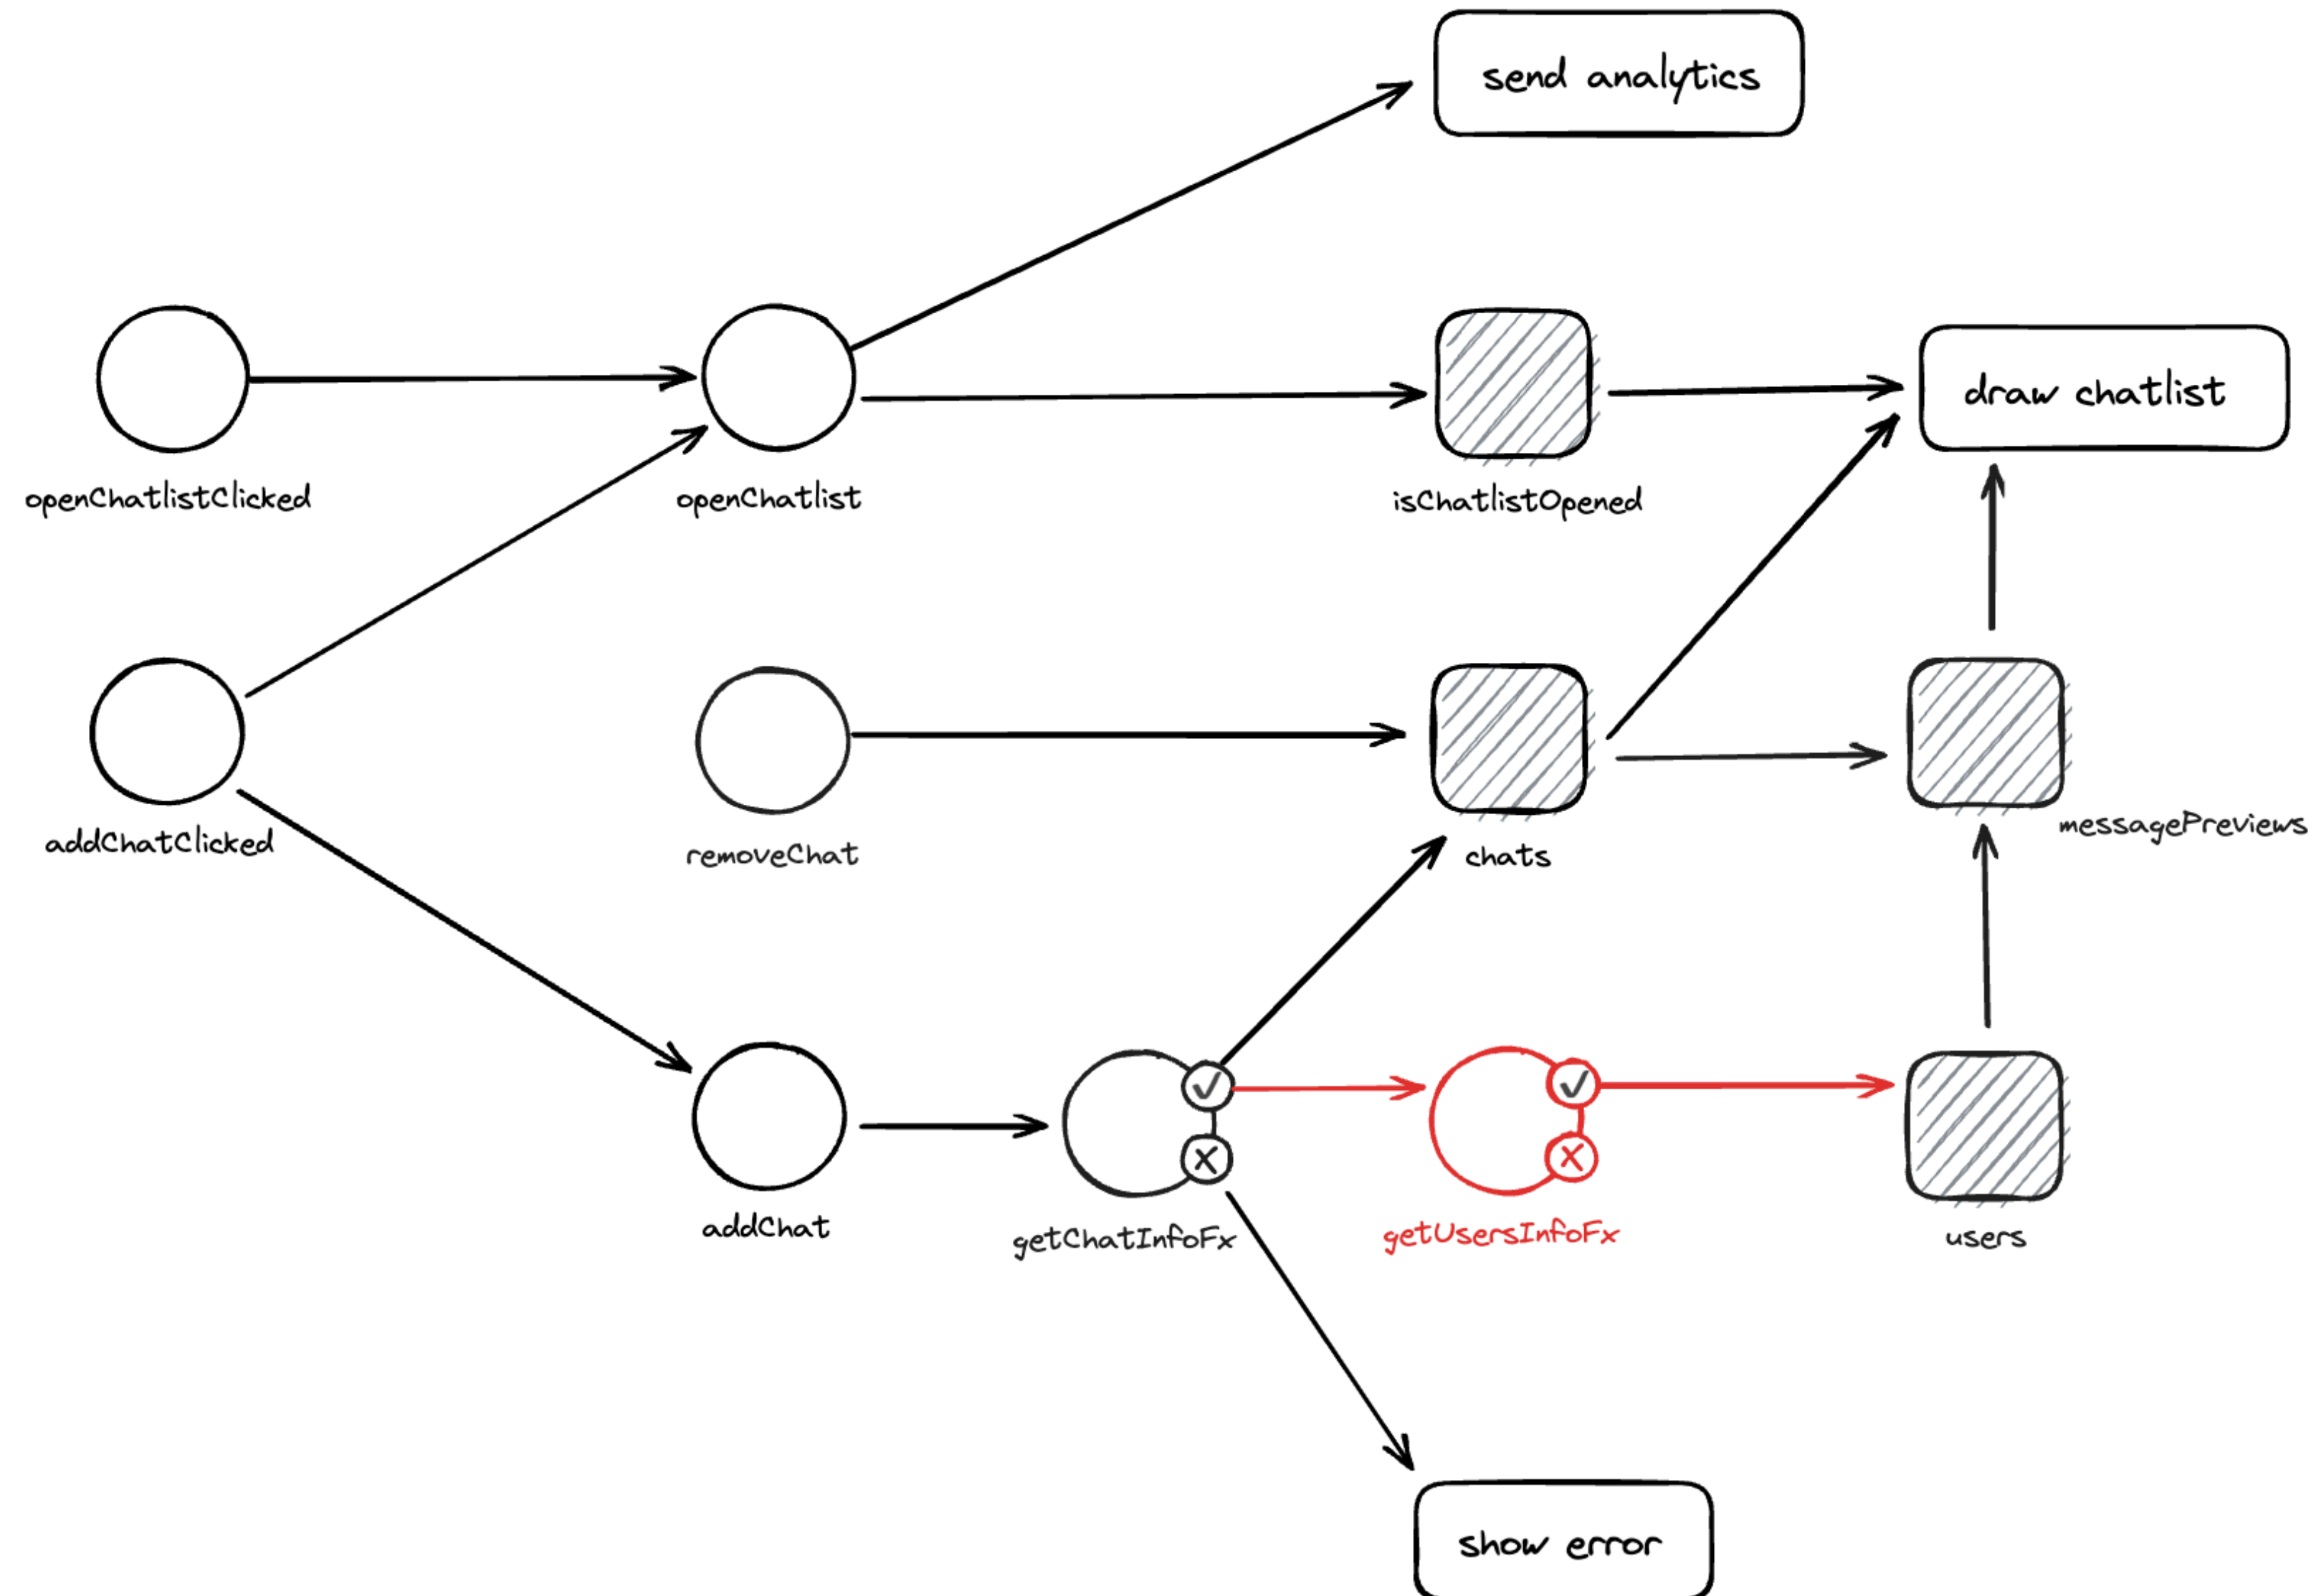 send analytics
draw chatlist
openChatlistClicked
openChatlist
isChatlistOpened
messagePreviews
addChatClicked
removeChat
chats
addChat
getChatInfoFx
getUsersInfoFx
users
show error